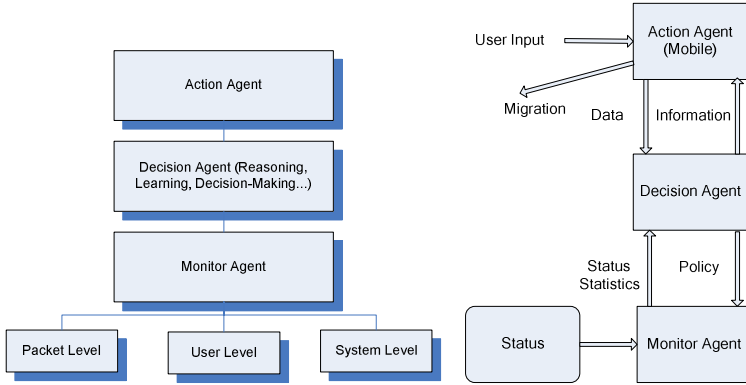 Action Agent
Decision Agent (Reasoning,
Learning, Decision-Making...)
Monitor Agent
Packet Level
User Level
System Level
User Input
Action Agent
(Mobile)
Migration
Data
Information
Decision Agent
Status
Statistics
Policy
Status
Monitor Agent